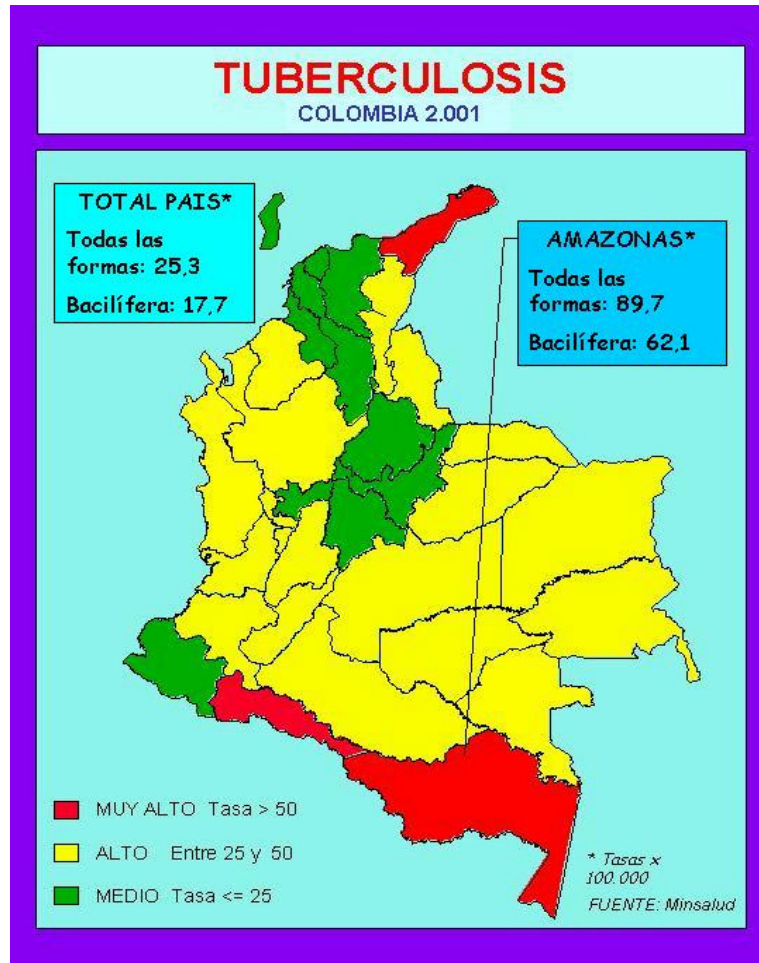 TUBERCULOSIS
COLOMBIA 2.001
TOTAL PAIS*
Todas las
formas: 25,3
Bacilífera: 17,7
AMAZONAS*
Todas las
formas: 89,7
Bacilífera: 62,1
MUY ALTO Tasa > 50
ALTO Entre 25 y 50
MEDIO Tasa <= 25
* Tasas x
100.000
FUENTE: Minsalud